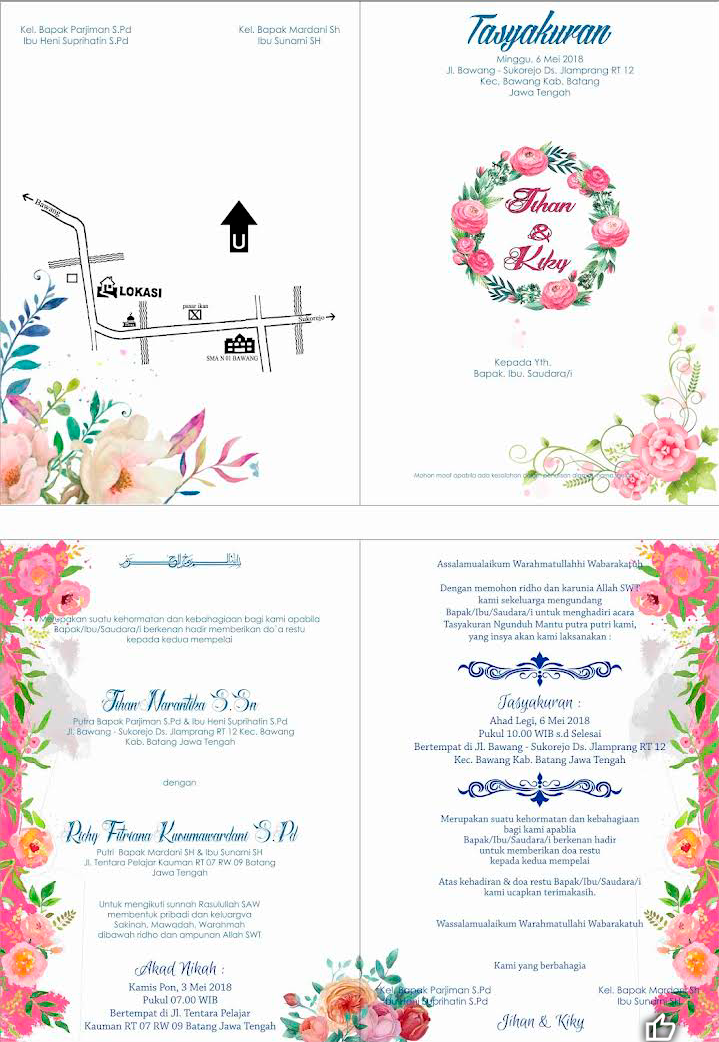 Kel. Bapak Parjiman S.Pd
Ibu Heni Suprihatin S.Pd
Kel. Bapak Mardani Sh
Ibu Sunarni SH
Bawang
U
LOKASI
pasar ikan
Sukorejo
SMA N 01 BAWANG
Tasyakuran
Minggu, 6 Mei 2018
Jl. Bawang - Sukorejo Ds. Jlamprang RT 12
Kec. Bawang Kab. Batang
Jawa Tengah
Jihan
&
Kiky
Kepada Yth.
Bapak. Ibu. Saudara/i
Mohon maaf apabila ada kesalahan dalam penulisan
Merupakan suatu kehormatan dan kebahagiaan bagi kami apabila
Bapak/Ibu/Saudara/i berkenan hadir memberikan do`a restu
kepada kedua mempelai
Jihan Narantika S.Sn
Putra Bapak Parjiman S.Pd & Ibu Heni Suprihatin S.Pd
Jl. Bawang - Sukorejo Ds. Jlamprang RT 12 Kec. Bawang
Kab. Batang Jawa Tengah
dengan
Ricky Fitriana Kusumawardani S.Pd
Putri Bapak Mardani SH & Ibu Sunarni SH
Jl. Tentara Pelajar Kauman RT 07 RW 09 Batang
Jawa Tengah
Untuk mengikuti sunnah Rasulullah SAW
membentuk pribadi dan keluargva
Sakinah, Mawadah, Warahmah
dibawah ridho dan ampunan Allah SWT
Akad Nikah :
Kamis Pon, 3 Mei 2018
Pukul 07.00 WIB
Bertempat di Jl. Tentara Pelajar
Kauman RT 07 RW 09 Batang Jawa Tengah
Assalamualaikum Warahmatullahhi Wabarakatuh
Dengan memohon ridho dan karunia Allah SWT
kami sekeluarga mengundang
Bapak/Ibu/Saudara/i untuk menghadiri acara
Tasyakuran Ngunduh Mantu putra putri kami,
yang insya akan kami laksanakan :
Tasyakuran :
Ahad Legi, 6 Mei 2018
Pukul 10.00 WIB s.d Selesai
Bertempat di Jl. Bawang - Sukorejo Ds. Jlamprang RT 12
Kec. Bawang Kab. Batang Jawa Tengah
Merupakan suatu kehormatan dan kebahagiaan
bagi kami apablia
Bapak/Ibu/Saudara/i berkenan hadir
untuk memberikan doa restu
kepada kedua mempelai
Atas kehadiran & doa restu Bapak/Ibu/Saudara/i
kami ucapkan terimakasih.
Wassalamualaikum Warahmatullahi Wabarakatuh
Kami yang berbahagia
Kel. Bapak Parjiman S.Pd
Ibu Heni Suprihatin S.Pd
Kel. Bapak Mardani Sh
Ibu Sunarni SH
Jihan & Kiky